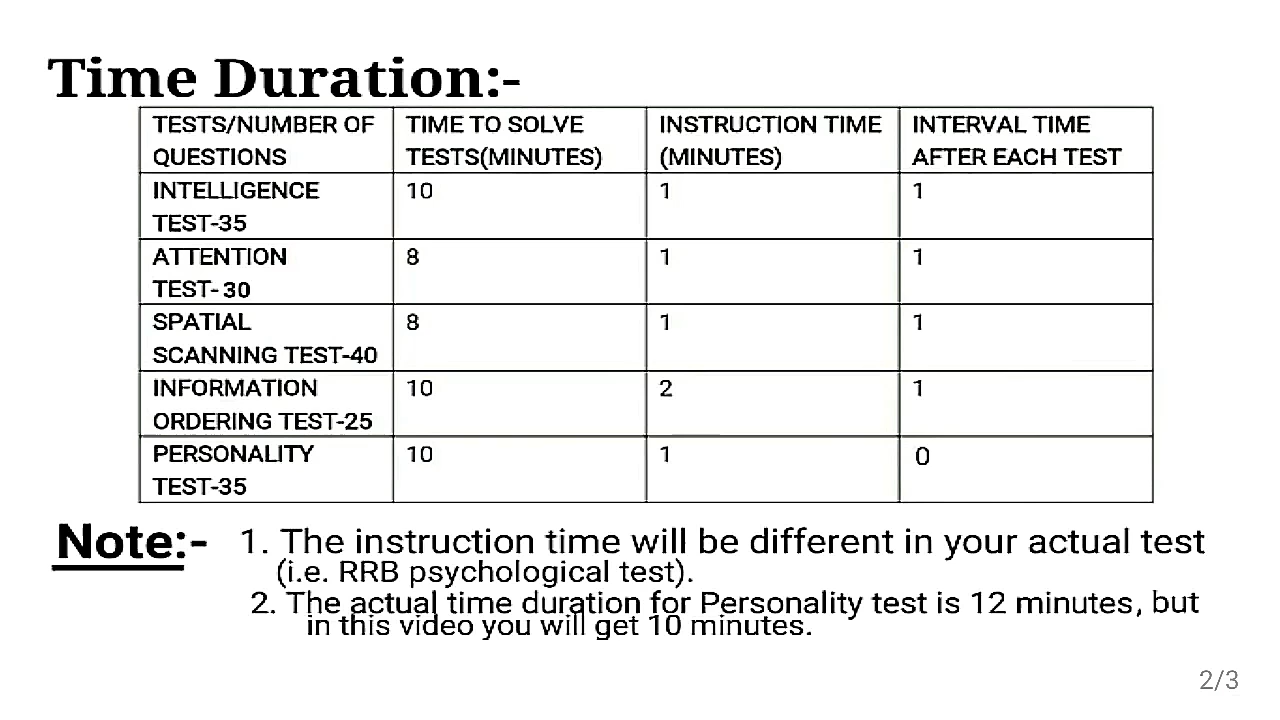 Time Duration:-
TESTS/NUMBER OF QUESTIONS TIME TO SOLVE TESTS(MINUTES) INSTRUCTION TIME (MINUTES) INTERVAL TIME AFTER EACH TEST
INTELLIGENCE TEST-35 10 1 1
ATTENTION TEST-30 8 1 1
SPATIAL SCANNING TEST-40 8 1 1
INFORMATION ORDERING TEST-25 10 2 1
PERSONALITY TEST-35 10 1 0
Note:- 1. The instruction time will be different in your actual test
(i.e. RRB psychological test).
2. The actual time duration for Personality test is 12 minutes, but
in this video you will get 10 minutes.
2/3